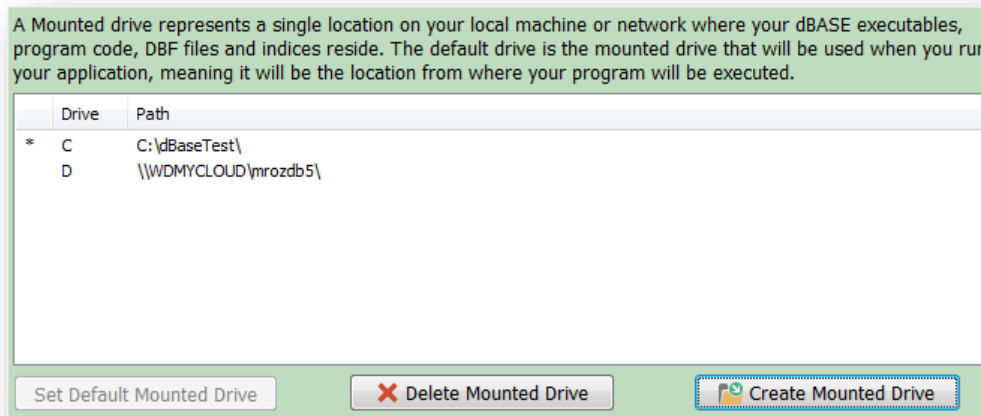 A Mounted drive represents a single location on your local machine or network where your dBASE executables,
program code, DBF files and indices reside. The default drive is the mounted drive that will be used when you run
your application, meaning it will be the location from where your program will be executed.
Drive Path
* C C:\dBaseTest\
D \\WDMYCLOUD\mrozdb5\
Set Default Mounted Drive Delete Mounted Drive Create Mounted Drive